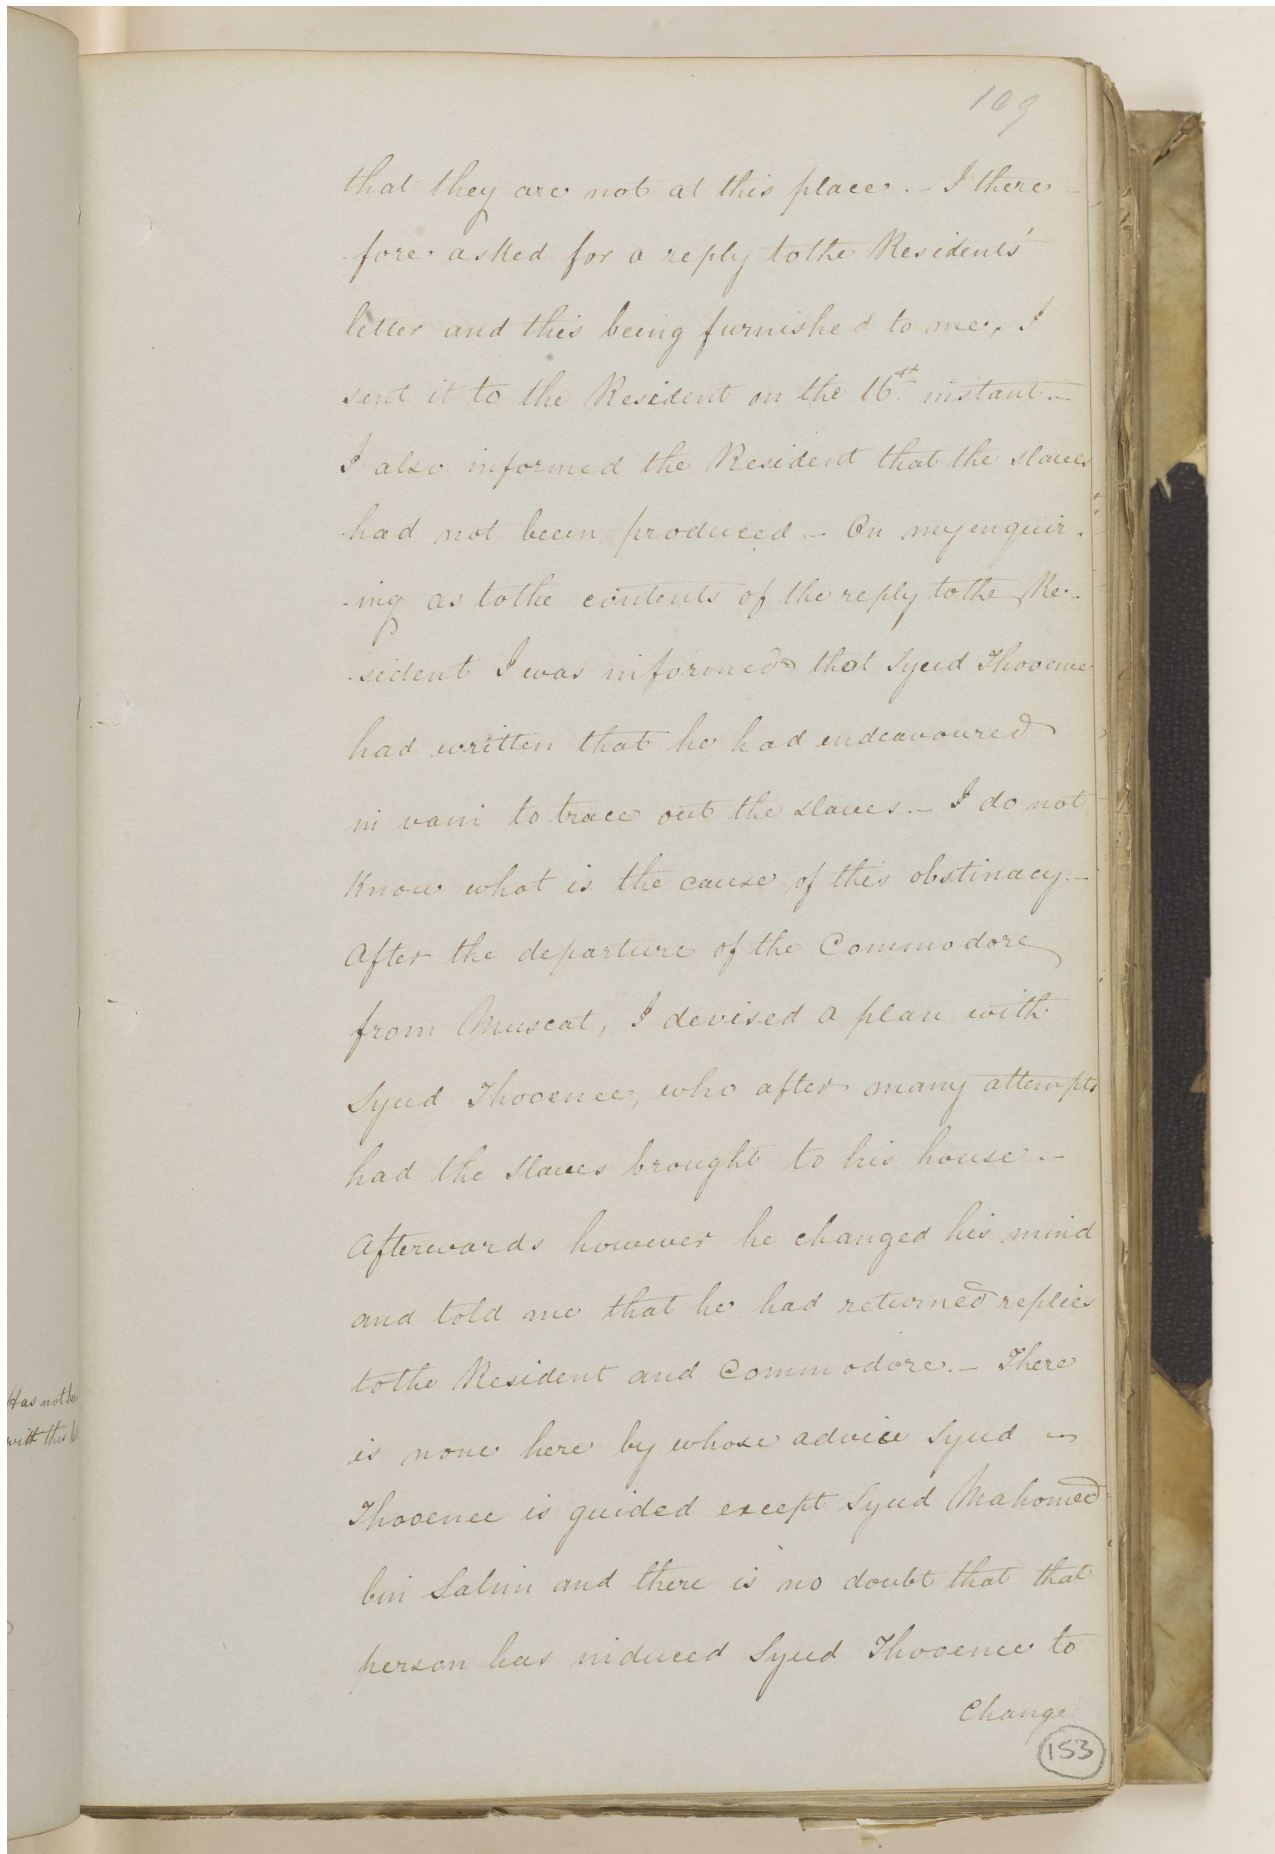 109
that they are not at this place. - I there -
fore asked for a reply to the Residents'
letter and this being furnished to me, I
sent it to the Resident on the 16th instant. -
I also informed the Resident that the slaves
had not been produced - On my enquir -
- ing as to the contents of the reply to the Re -
- sident I was informed that Syud Thooenee
had written that he had endeavoured
in vain to trace out the slaves. - I do not
Know what is the cause of this obstinacy. -
After the departure of the Commodore
from Muscat, I devised a plan with
Syud Thooenee, who after many attempts
had the slaves brought to his house. -
Afterwards however he changed his mind
and told me that he had returned replies
to the Resident and Commodore. - There
is none here by whose advice Syud -
Thooenee is guided except Syud Mahomed
bin Salim and there is no doubt that that
person has induced Syud Thooenee to
Change
153
Has not
with this